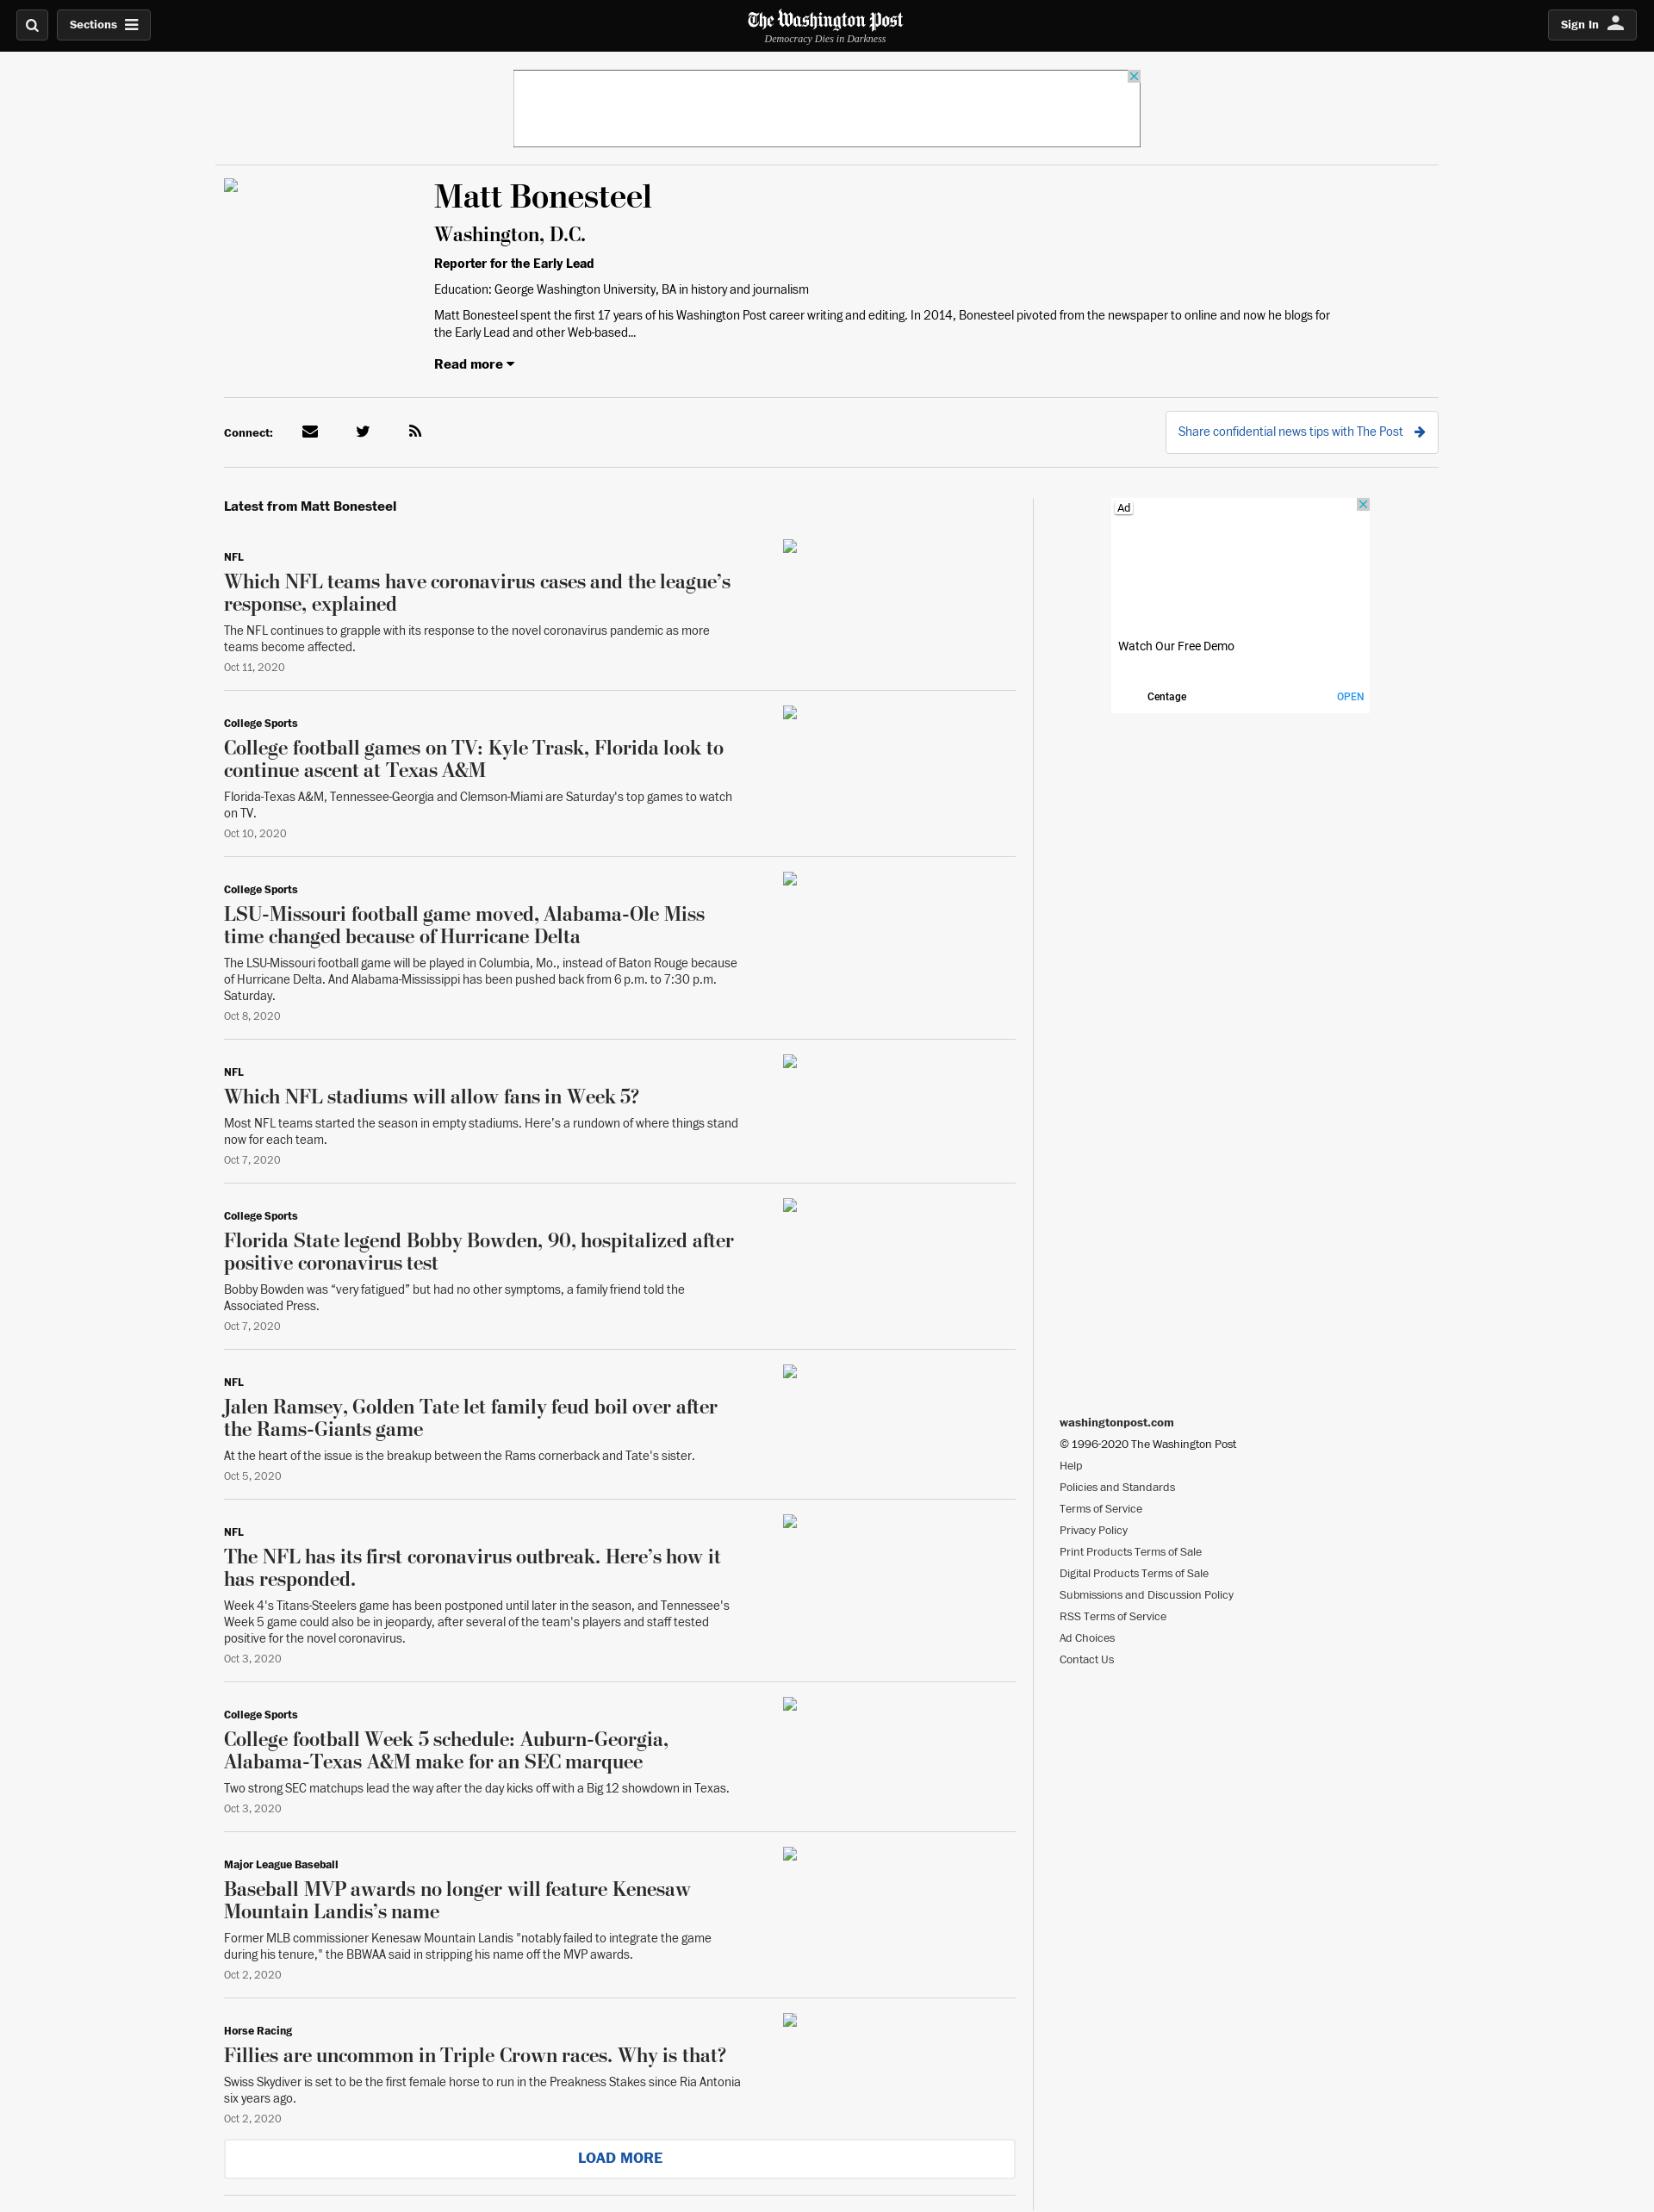 Sections
The Washington Post
Democracy Dies in Darkness
Sign In
Matt Bonesteel
Washington, D.C.
Reporter for the Early Lead
Education: George Washington University, BA in history and journalism
Matt Bonesteel spent the first 17 years of his Washington Post career writing and editing. In 2014, Bonesteel pivoted from the newspaper to online and now he blogs for
the Early Lead and other Web-based...
Read more
Connect:
Share confidential news tips with The Post
Latest from Matt Bonesteel
NFL
Which NFL teams have coronavirus cases and the league’s
response, explained
The NFL continues to grapple with its response to the novel coronavirus pandemic as more
teams become affected.
Oct 11, 2020
College Sports
College football games on TV: Kyle Trask, Florida look to
continue ascent at Texas A&M
Florida-Texas A&M, Tennessee-Georgia and Clemson-Miami are Saturday's top games to watch
on TV.
Oct 10, 2020
College Sports
LSU-Missouri football game moved, Alabama-Ole Miss
time changed because of Hurricane Delta
The LSU-Missouri football game will be played in Columbia, Mo., instead of Baton Rouge because
of Hurricane Delta. And Alabama-Mississippi has been pushed back from 6 p.m. to 7:30 p.m.
Saturday.
Oct 8, 2020
NFL
Which NFL stadiums will allow fans in Week 5?
Most NFL teams started the season in empty stadiums. Here’s a rundown of where things stand
now for each team.
Oct 7, 2020
College Sports
Florida State legend Bobby Bowden, 90, hospitalized after
positive coronavirus test
Bobby Bowden was “very fatigued” but had no other symptoms, a family friend told the
Associated Press.
Oct 7, 2020
NFL
Jalen Ramsey, Golden Tate let family feud boil over after
the Rams-Giants game
At the heart of the issue is the breakup between the Rams cornerback and Tate's sister.
Oct 5, 2020
NFL
The NFL has its first coronavirus outbreak. Here’s how it
has responded.
Week 4's Titans-Steelers game has been postponed until later in the season, and Tennessee's
Week 5 game could also be in jeopardy, after several of the team's players and staff tested
positive for the novel coronavirus.
Oct 3, 2020
College Sports
College football Week 5 schedule: Auburn-Georgia,
Alabama-Texas A&M make for an SEC marquee
Two strong SEC matchups lead the way after the day kicks off with a Big 12 showdown in Texas.
Oct 3, 2020
Major League Baseball
Baseball MVP awards no longer will feature Kenesaw
Mountain Landis’s name
Former MLB commissioner Kenesaw Mountain Landis "notably failed to integrate the game
during his tenure," the BBWAA said in stripping his name off the MVP awards.
Oct 2, 2020
Horse Racing
Fillies are uncommon in Triple Crown races. Why is that?
Swiss Skydiver is set to be the first female horse to run in the Preakness Stakes since Ria Antonia
six years ago.
Oct 2, 2020
LOAD MORE
Ad
Watch Our Free Demo
Centage
OPEN
washingtonpost.com
© 1996-2020 The Washington Post
Help
Policies and Standards
Terms of Service
Privacy Policy
Print Products Terms of Sale
Digital Products Terms of Sale
Submissions and Discussion Policy
RSS Terms of Service
Ad Choices
Contact Us